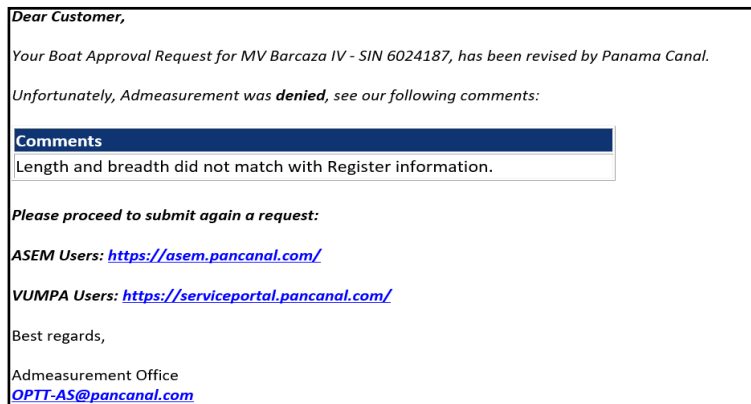 Dear Customer,
Your Boat Approval Request for MV Barcaza IV - SIN 6024187, has been revised by Panama Canal.
Unfortunately, Admeasurement was denied, see our following comments:
Comments
Length and breadth did not match with Register information.
Please proceed to submit again a request:
ASEM Users: https://asem.pancanal.com/
VUMPA Users: https://serviceportal.pancanal.com/
Best regards,
Admeasurement Office
OPTT-AS@pancanal.com